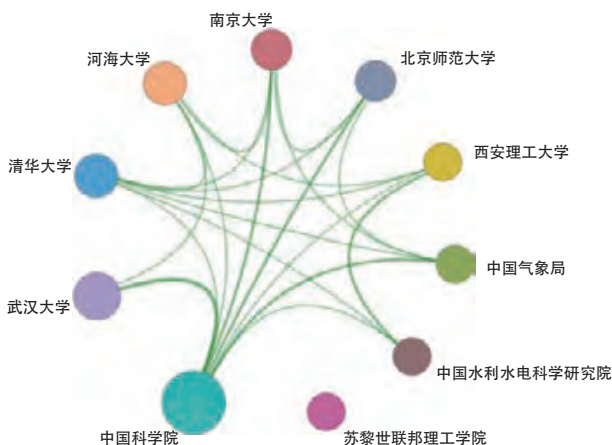 南京大学
河海大学
北京师范大学
清华大学
西安理工大学
中国气象局
武汉大学
中国水利水电科学研究院
中国科学院
苏黎世联邦理工学院